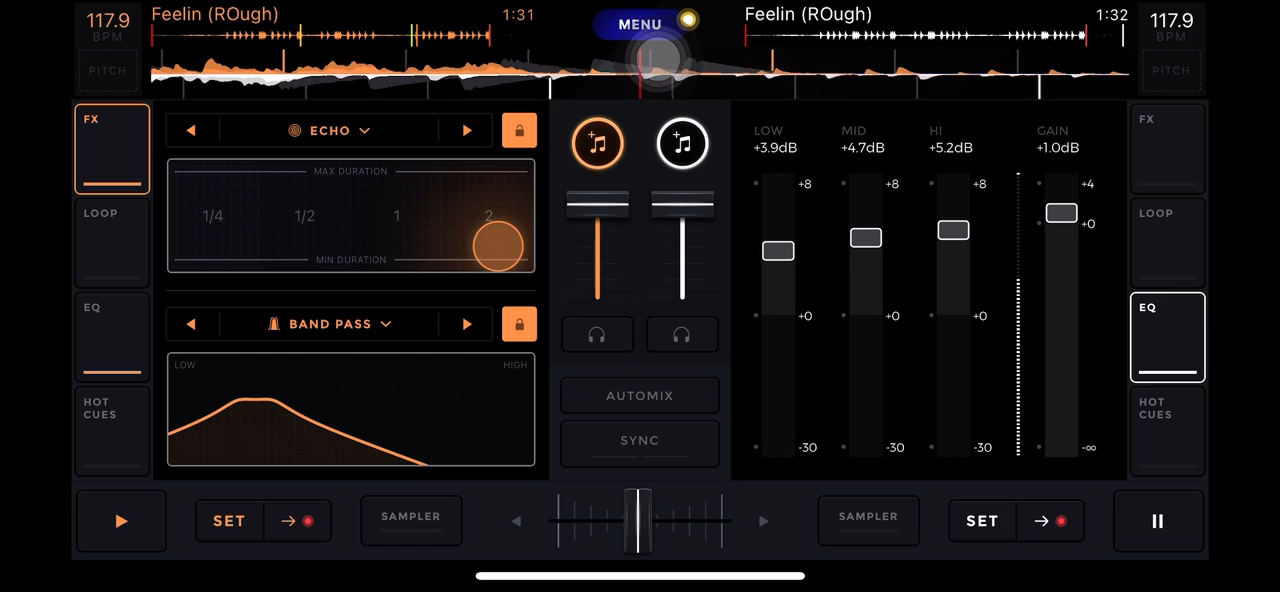 117.9
BPM
PITCH
Feelin (ROugh)
1:31
MENU
Feelin (ROugh)
1:32
117.9
BPM
PITCH
FX
LOOP
EQ
HOT
CUES
ECHO
MAX DURATION
1/4 1/2 1 2
MIN DURATION
BAND PASS
LOW HIGH
AUTOMIX
SYNC
LOW MID HI GAIN
+3.9dB +4.7dB +5.2dB +1.0dB
+8 +8 +8 +4
+0
+0 +0 +0
-30 -30 -30 -∞
FX
LOOP
EQ
HOT
CUES
SET
SAMPLER
SAMPLER
SET